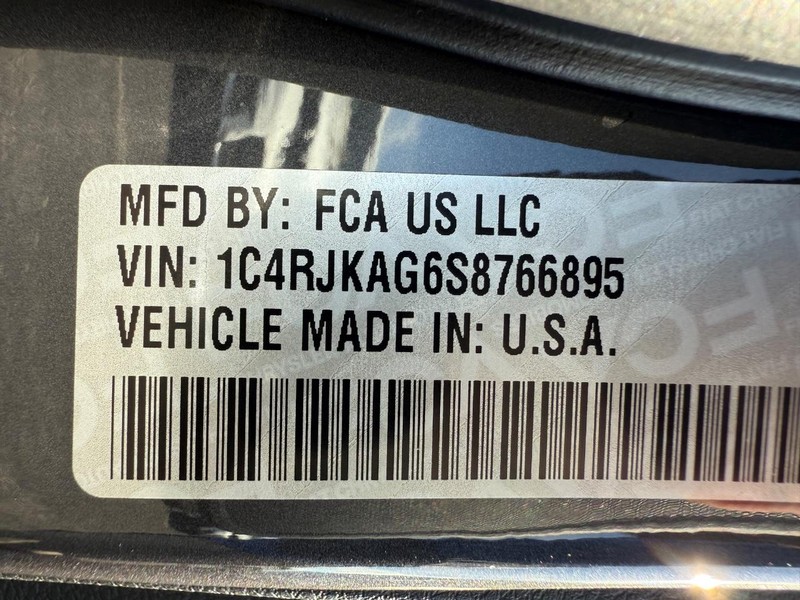 MFD BY: FCA US LLC
VIN: 1C4RJKAG6S8766895
VEHICLE MADE IN: U.S.A.